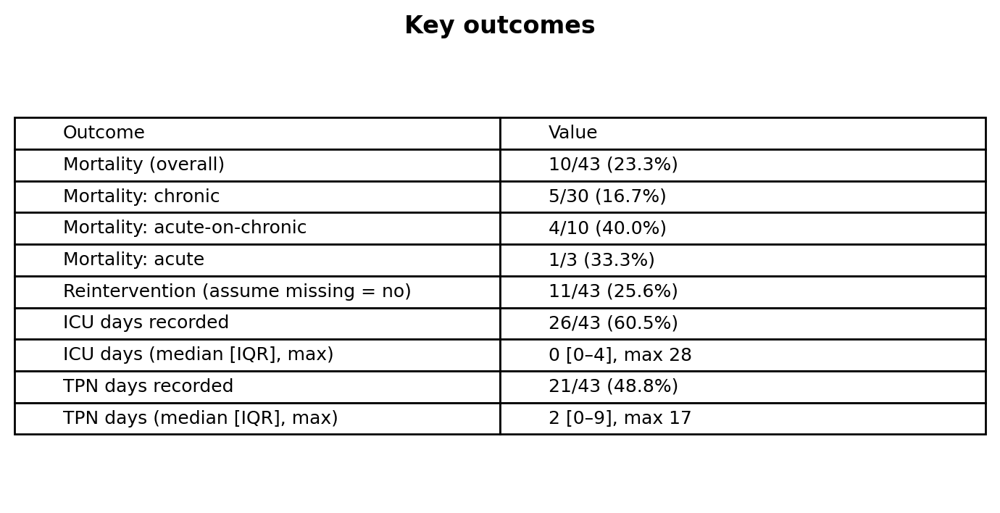 Key outcomes
Outcome Value
Mortality (overall) 10/43 (23.3%)
Mortality: chronic 5/30 (16.7%)
Mortality: acute-on-chronic 4/10 (40.0%)
Mortality: acute 1/3 (33.3%)
Reintervention (assume missing = no) 11/43 (25.6%)
ICU days recorded 26/43 (60.5%)
ICU days (median [IQR], max) 0 [0–4], max 28
TPN days recorded 21/43 (48.8%)
TPN days (median [IQR], max) 2 [0–9], max 17